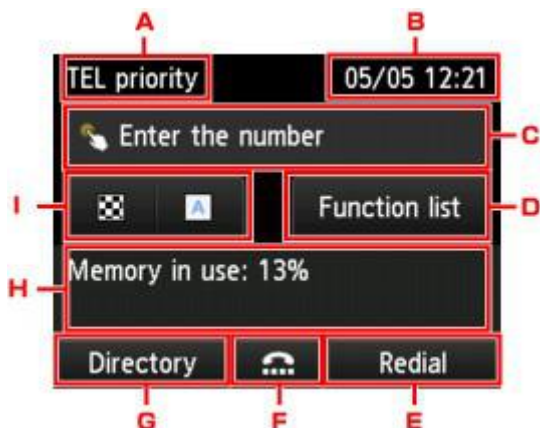 A B
TEL priority 05/05 12:21
Enter the number C
I A Function list D
H Memory in use: 13%
Directory Redial
G F E